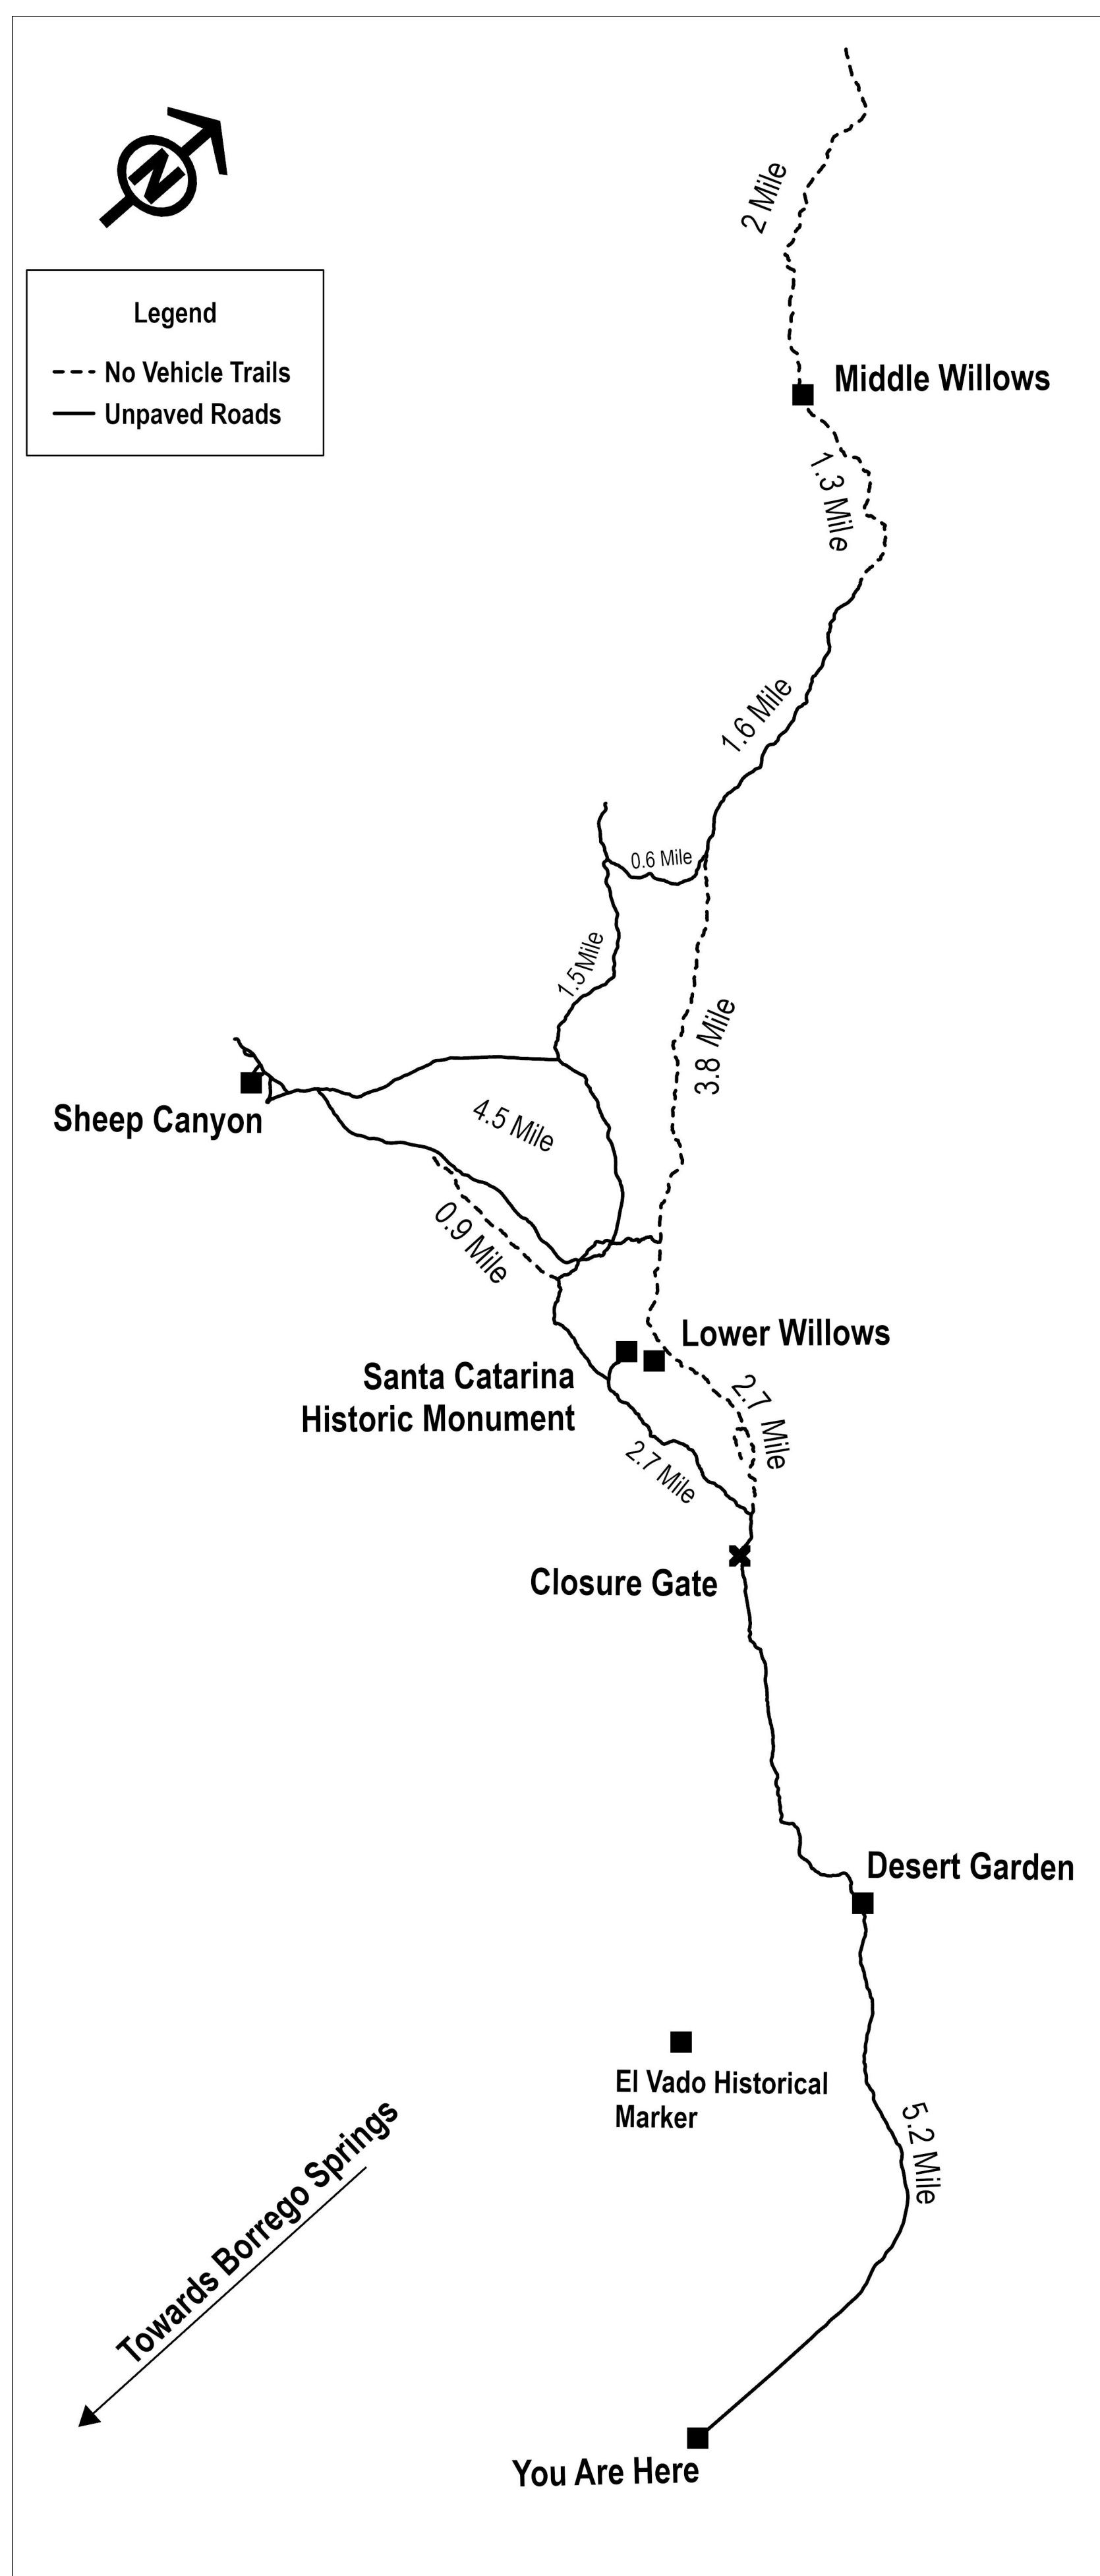 N
2 Mile
Legend
No Vehicle Trails
Unpaved Roads
Middle Willows
1.3 Mile
1.6 Mile
0.6 Mile
1.5 Mile
3.8 Mile
Sheep Canyon
4.5 Mile
0.9 Mile
Lower Willows
Santa Catarina
Historic Monument
2.7 Mile
2.7 Mile
Closure Gate
Desert Garden
El Vado Historical
Marker
5.2 Mile
Towards Borrego Springs
You Are Here